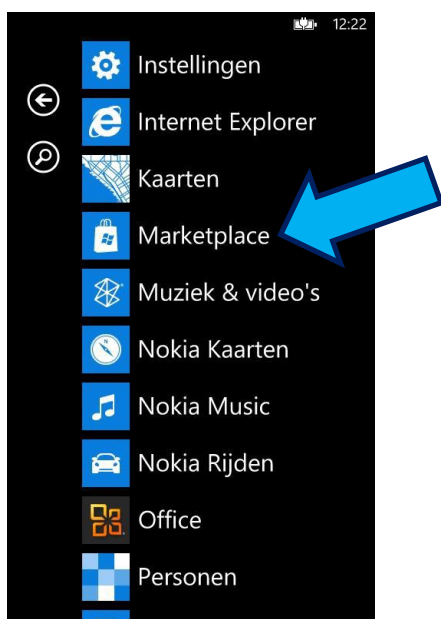 12:22
Instellingen
Internet Explorer
Kaarten
Marketplace
Muziek & video's
Nokia Kaarten
Nokia Music
Nokia Rijden
Office
Personen